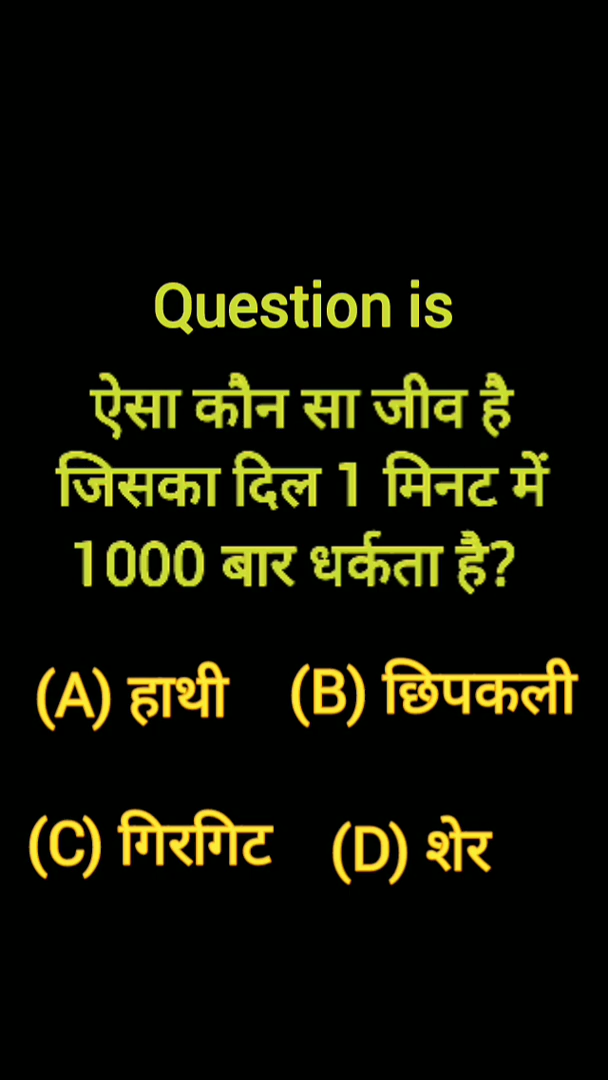 Question is
ऐसा कौन सा जीव है
जिसका दिल 1 मिनट में
1000 बार धर्कता है?
(A) हाथी (B) छिपकली
(C) गिरगिट (D) शेर